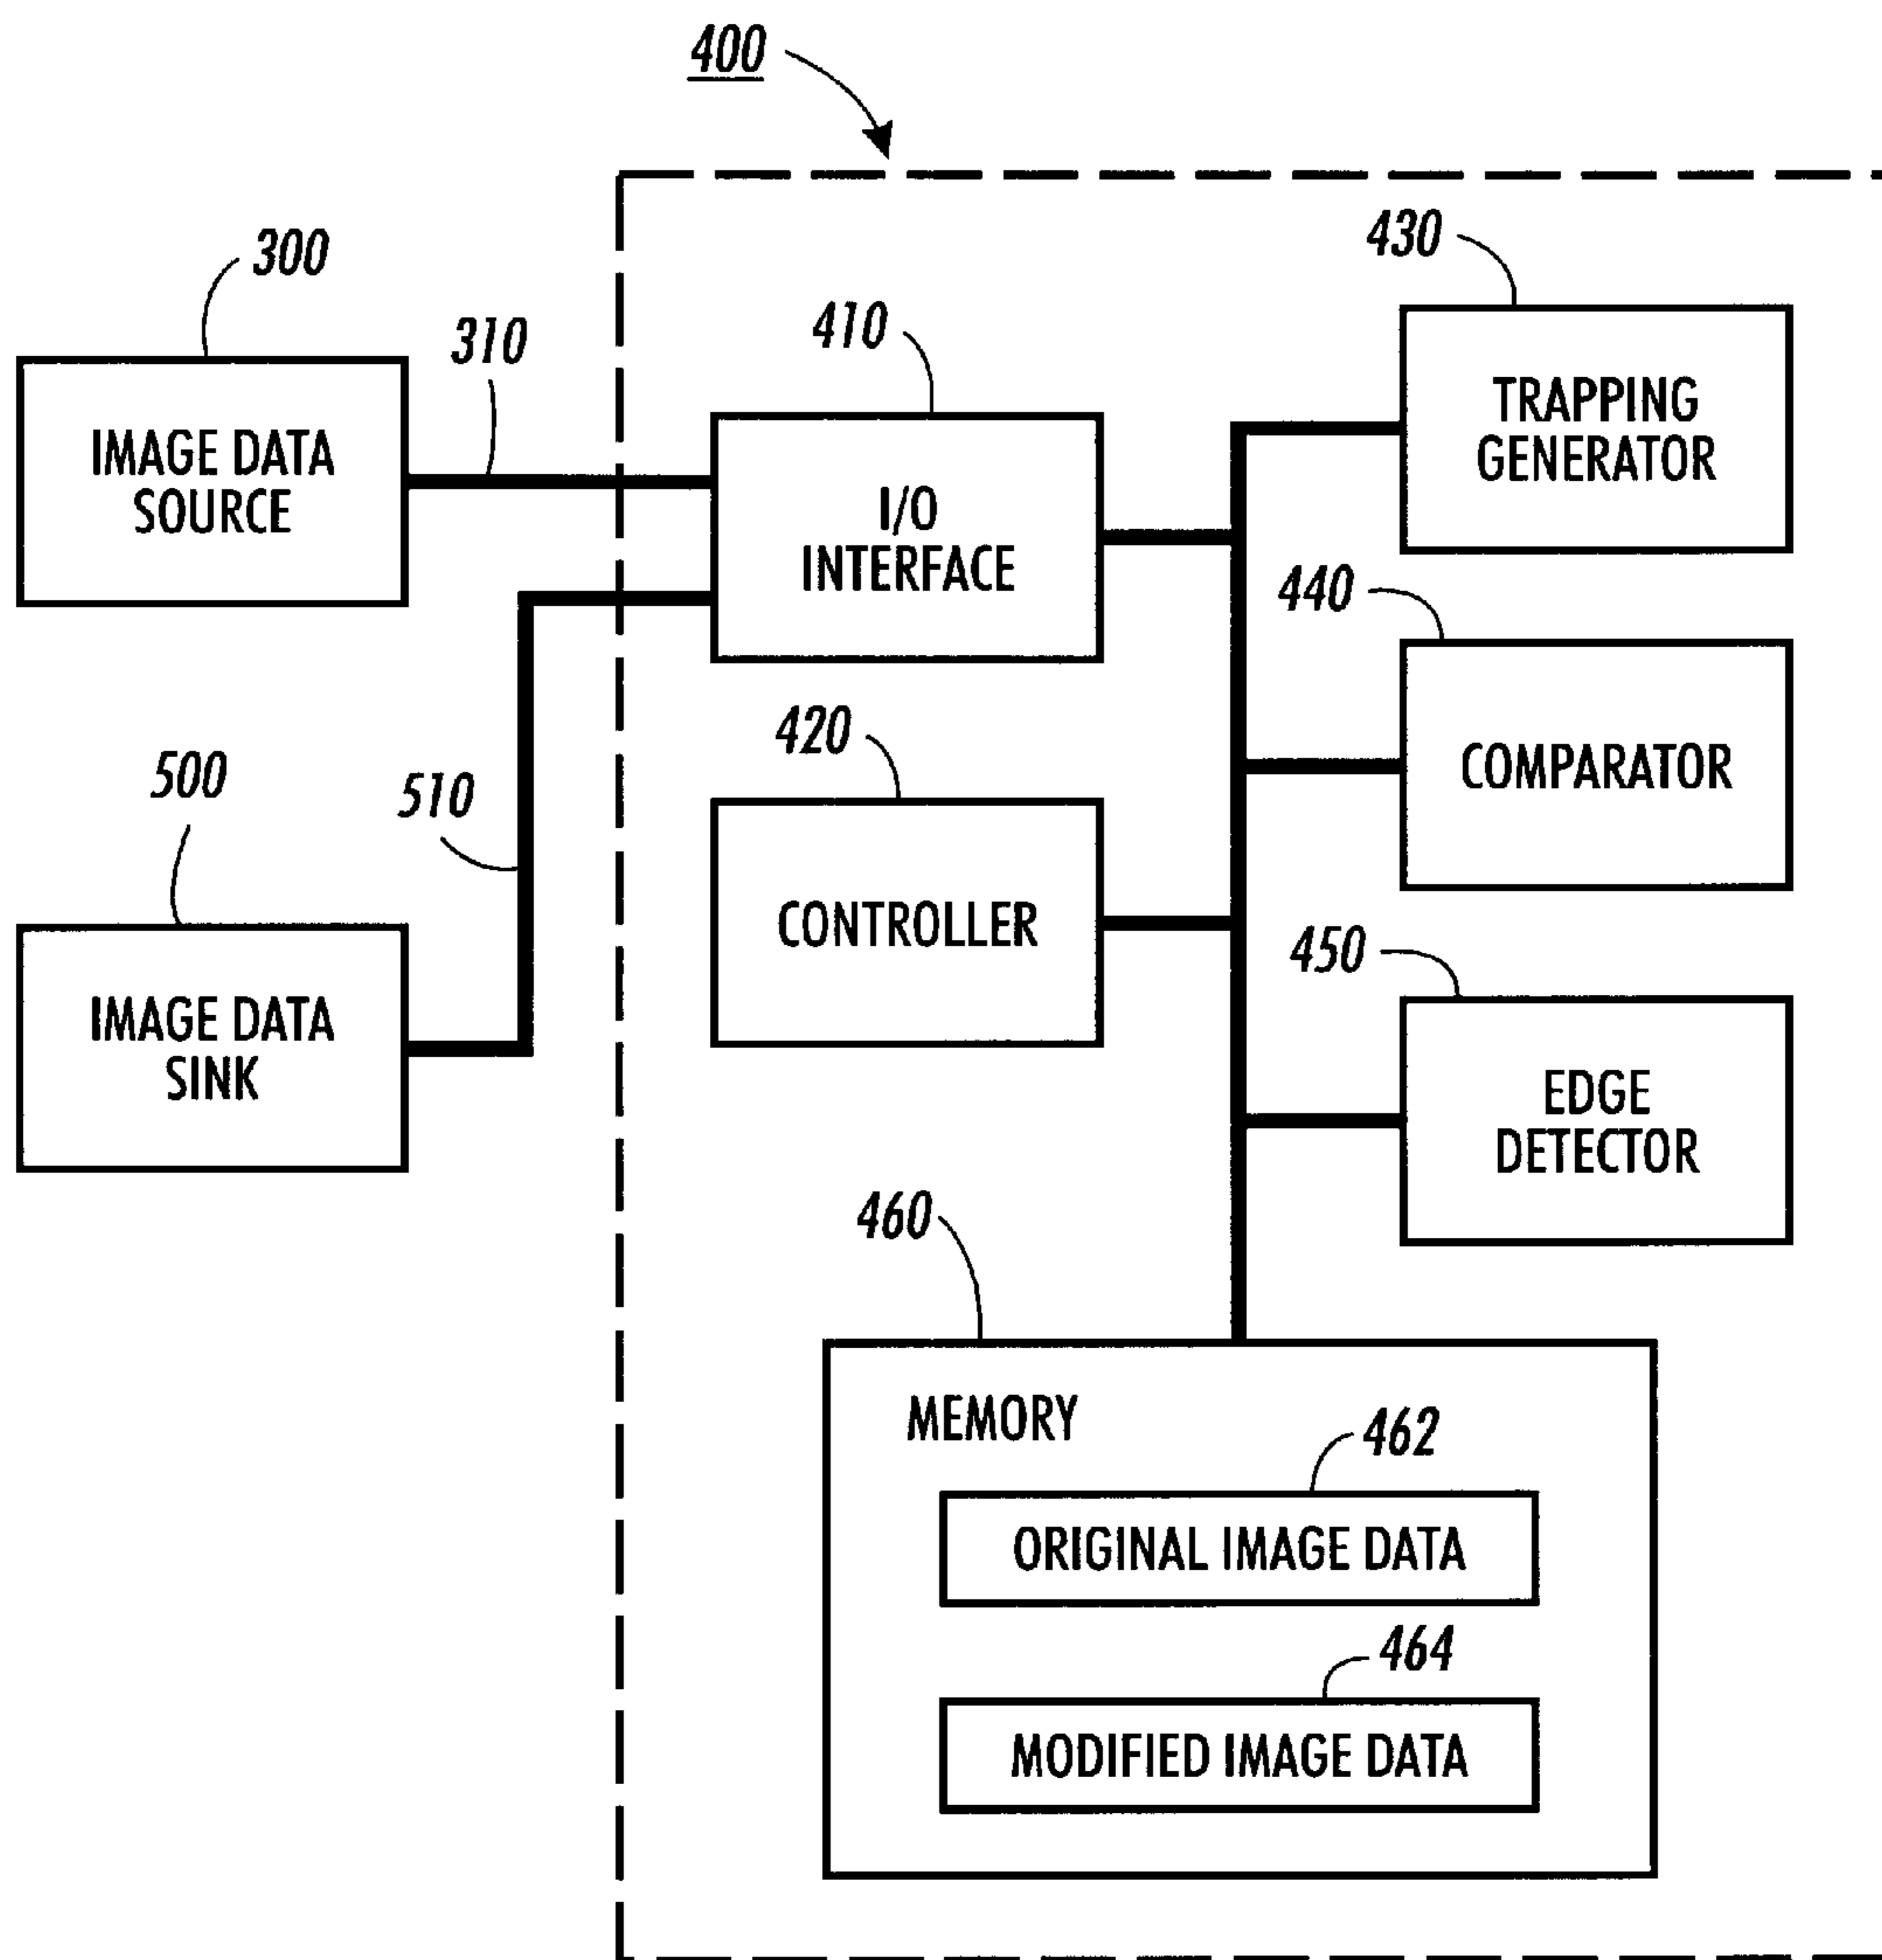 400
300
310
410
430
IMAGE DATA
SOURCE
I/O
INTERFACE
TRAPPING
GENERATOR
440
420
500
510
COMPARATOR
CONTROLLER
450
IMAGE DATA
SINK
EDGE
DETECTOR
460
MEMORY
462
ORIGINAL IMAGE DATA
464
MODIFIED IMAGE DATA